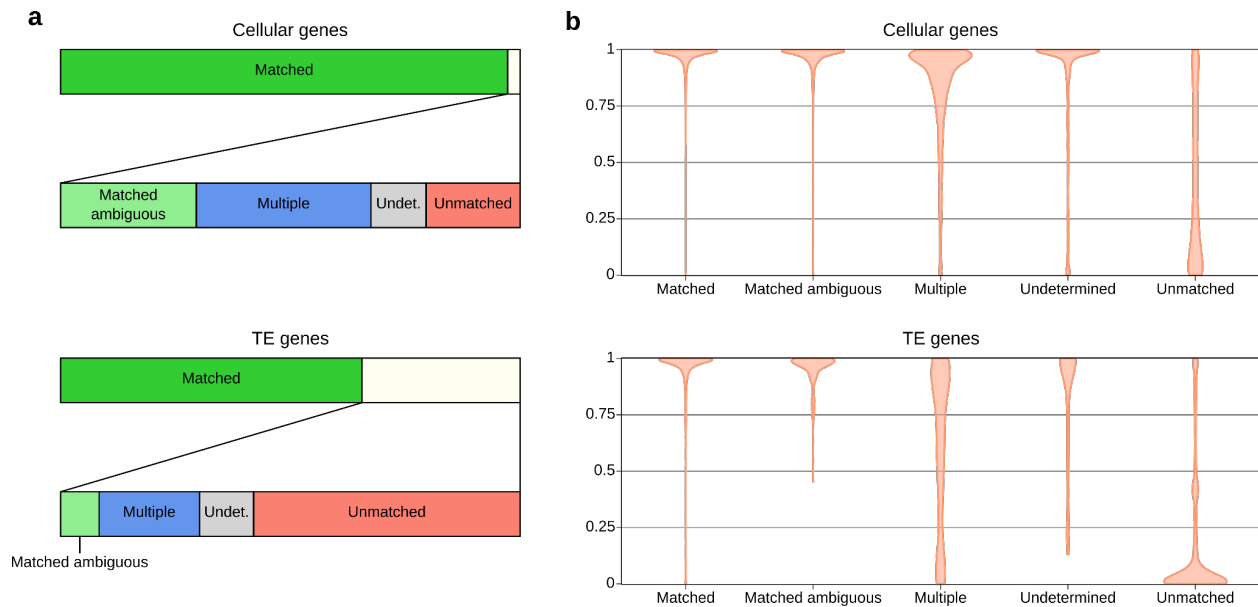 a
Cellular genes
Matched
Matched
ambiguous
Multiple
Undet.
Unmatched
TE genes
Matched
Multiple
Undet.
Unmatched
Matched ambiguous
b
Cellular genes
1
0.75
0.5
0.25
0
Matched
Matched ambiguous
Multiple
Undetermined
Unmatched
TE genes
1
0.75
0.5
0.25
0
Matched
Matched ambiguous
Multiple
Undetermined
Unmatched